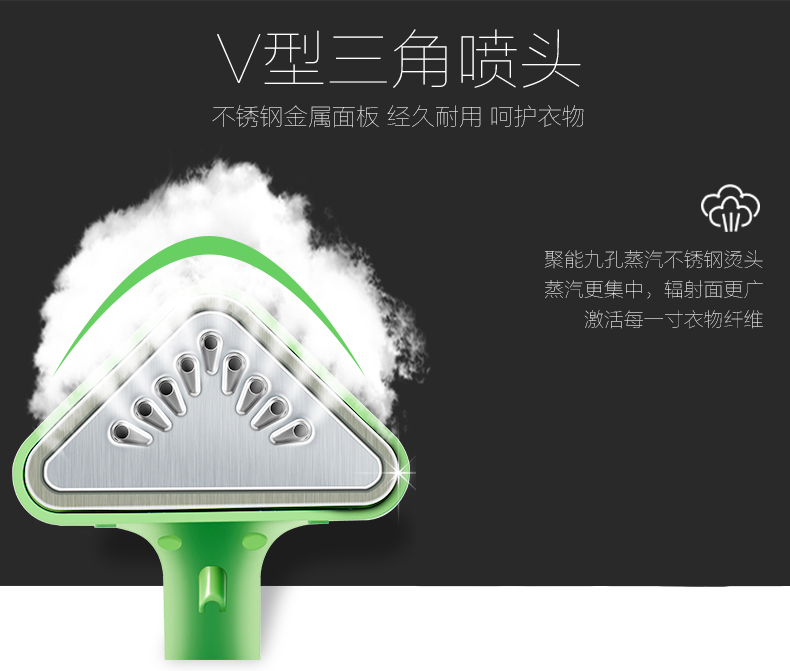 V型三角喷头
不锈钢金属面板 经久耐用 呵护衣物
聚能九孔蒸汽不锈钢烫头
蒸汽更集中，辐射面更广
激活每一寸衣物纤维